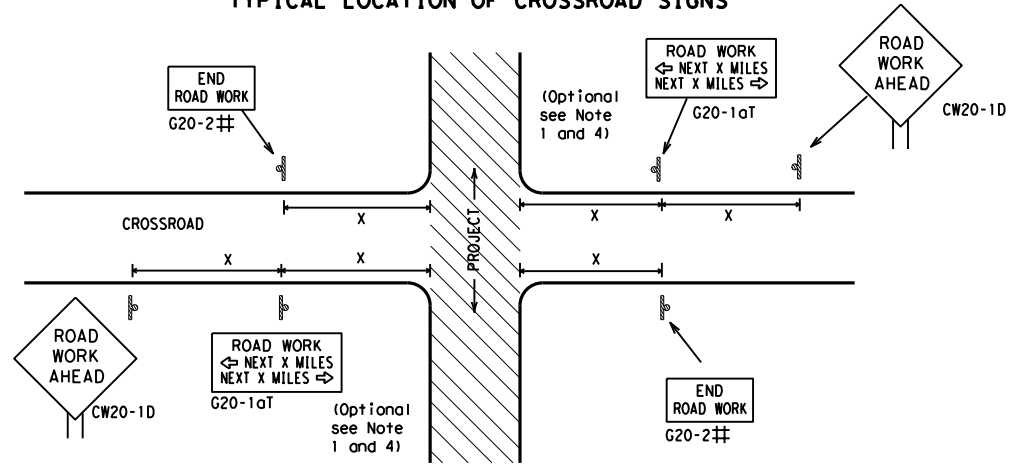 TYPICAL LOCATION OF CROSSROAD SIGNS
END
ROAD WORK
G20-2#
(Optional
see Note
1 and 4)
ROAD WORK
⇦ NEXT X MILES
NEXT X MILES ⇨
G20-1aT
ROAD
WORK
AHEAD
CW20-1D
CROSSROAD
X
X
X
PROJECT
X
X
X
ROAD
WORK
AHEAD
CW20-1D
ROAD WORK
⇦ NEXT X MILES
NEXT X MILES ⇨
G20-1aT
(Optional
see Note
1 and 4)
END
ROAD WORK
G20-2#